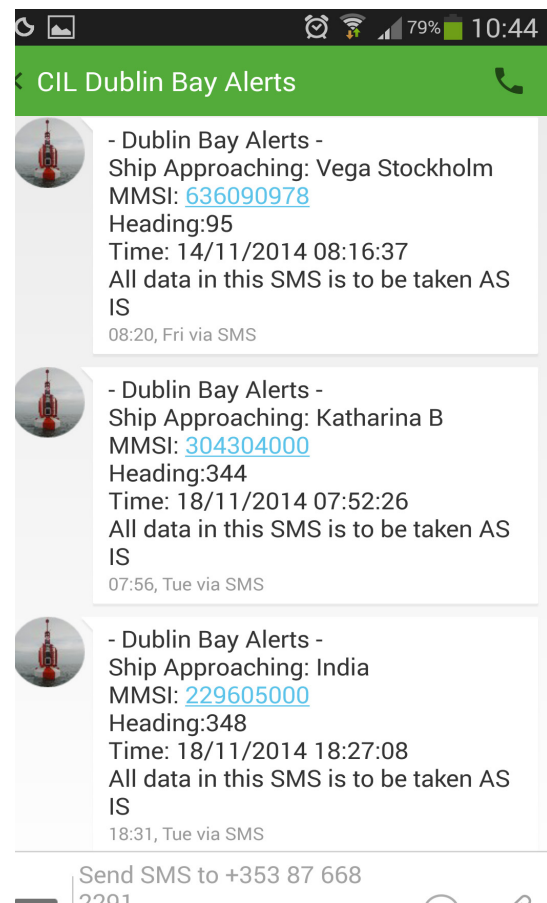 79% 10:44
CIL Dublin Bay Alerts
- Dublin Bay Alerts -
Ship Approaching: Vega Stockholm
MMSI: 636090978
Heading:95
Time: 14/11/2014 08:16:37
All data in this SMS is to be taken AS
IS
08:20, Fri via SMS
- Dublin Bay Alerts -
Ship Approaching: Katharina B
MMSI: 304304000
Heading:344
Time: 18/11/2014 07:52:26
All data in this SMS is to be taken AS
IS
07:56, Tue via SMS
- Dublin Bay Alerts -
Ship Approaching: India
MMSI: 229605000
Heading:348
Time: 18/11/2014 18:27:08
All data in this SMS is to be taken AS
IS
18:31, Tue via SMS
Send SMS to +353 87 668
2291